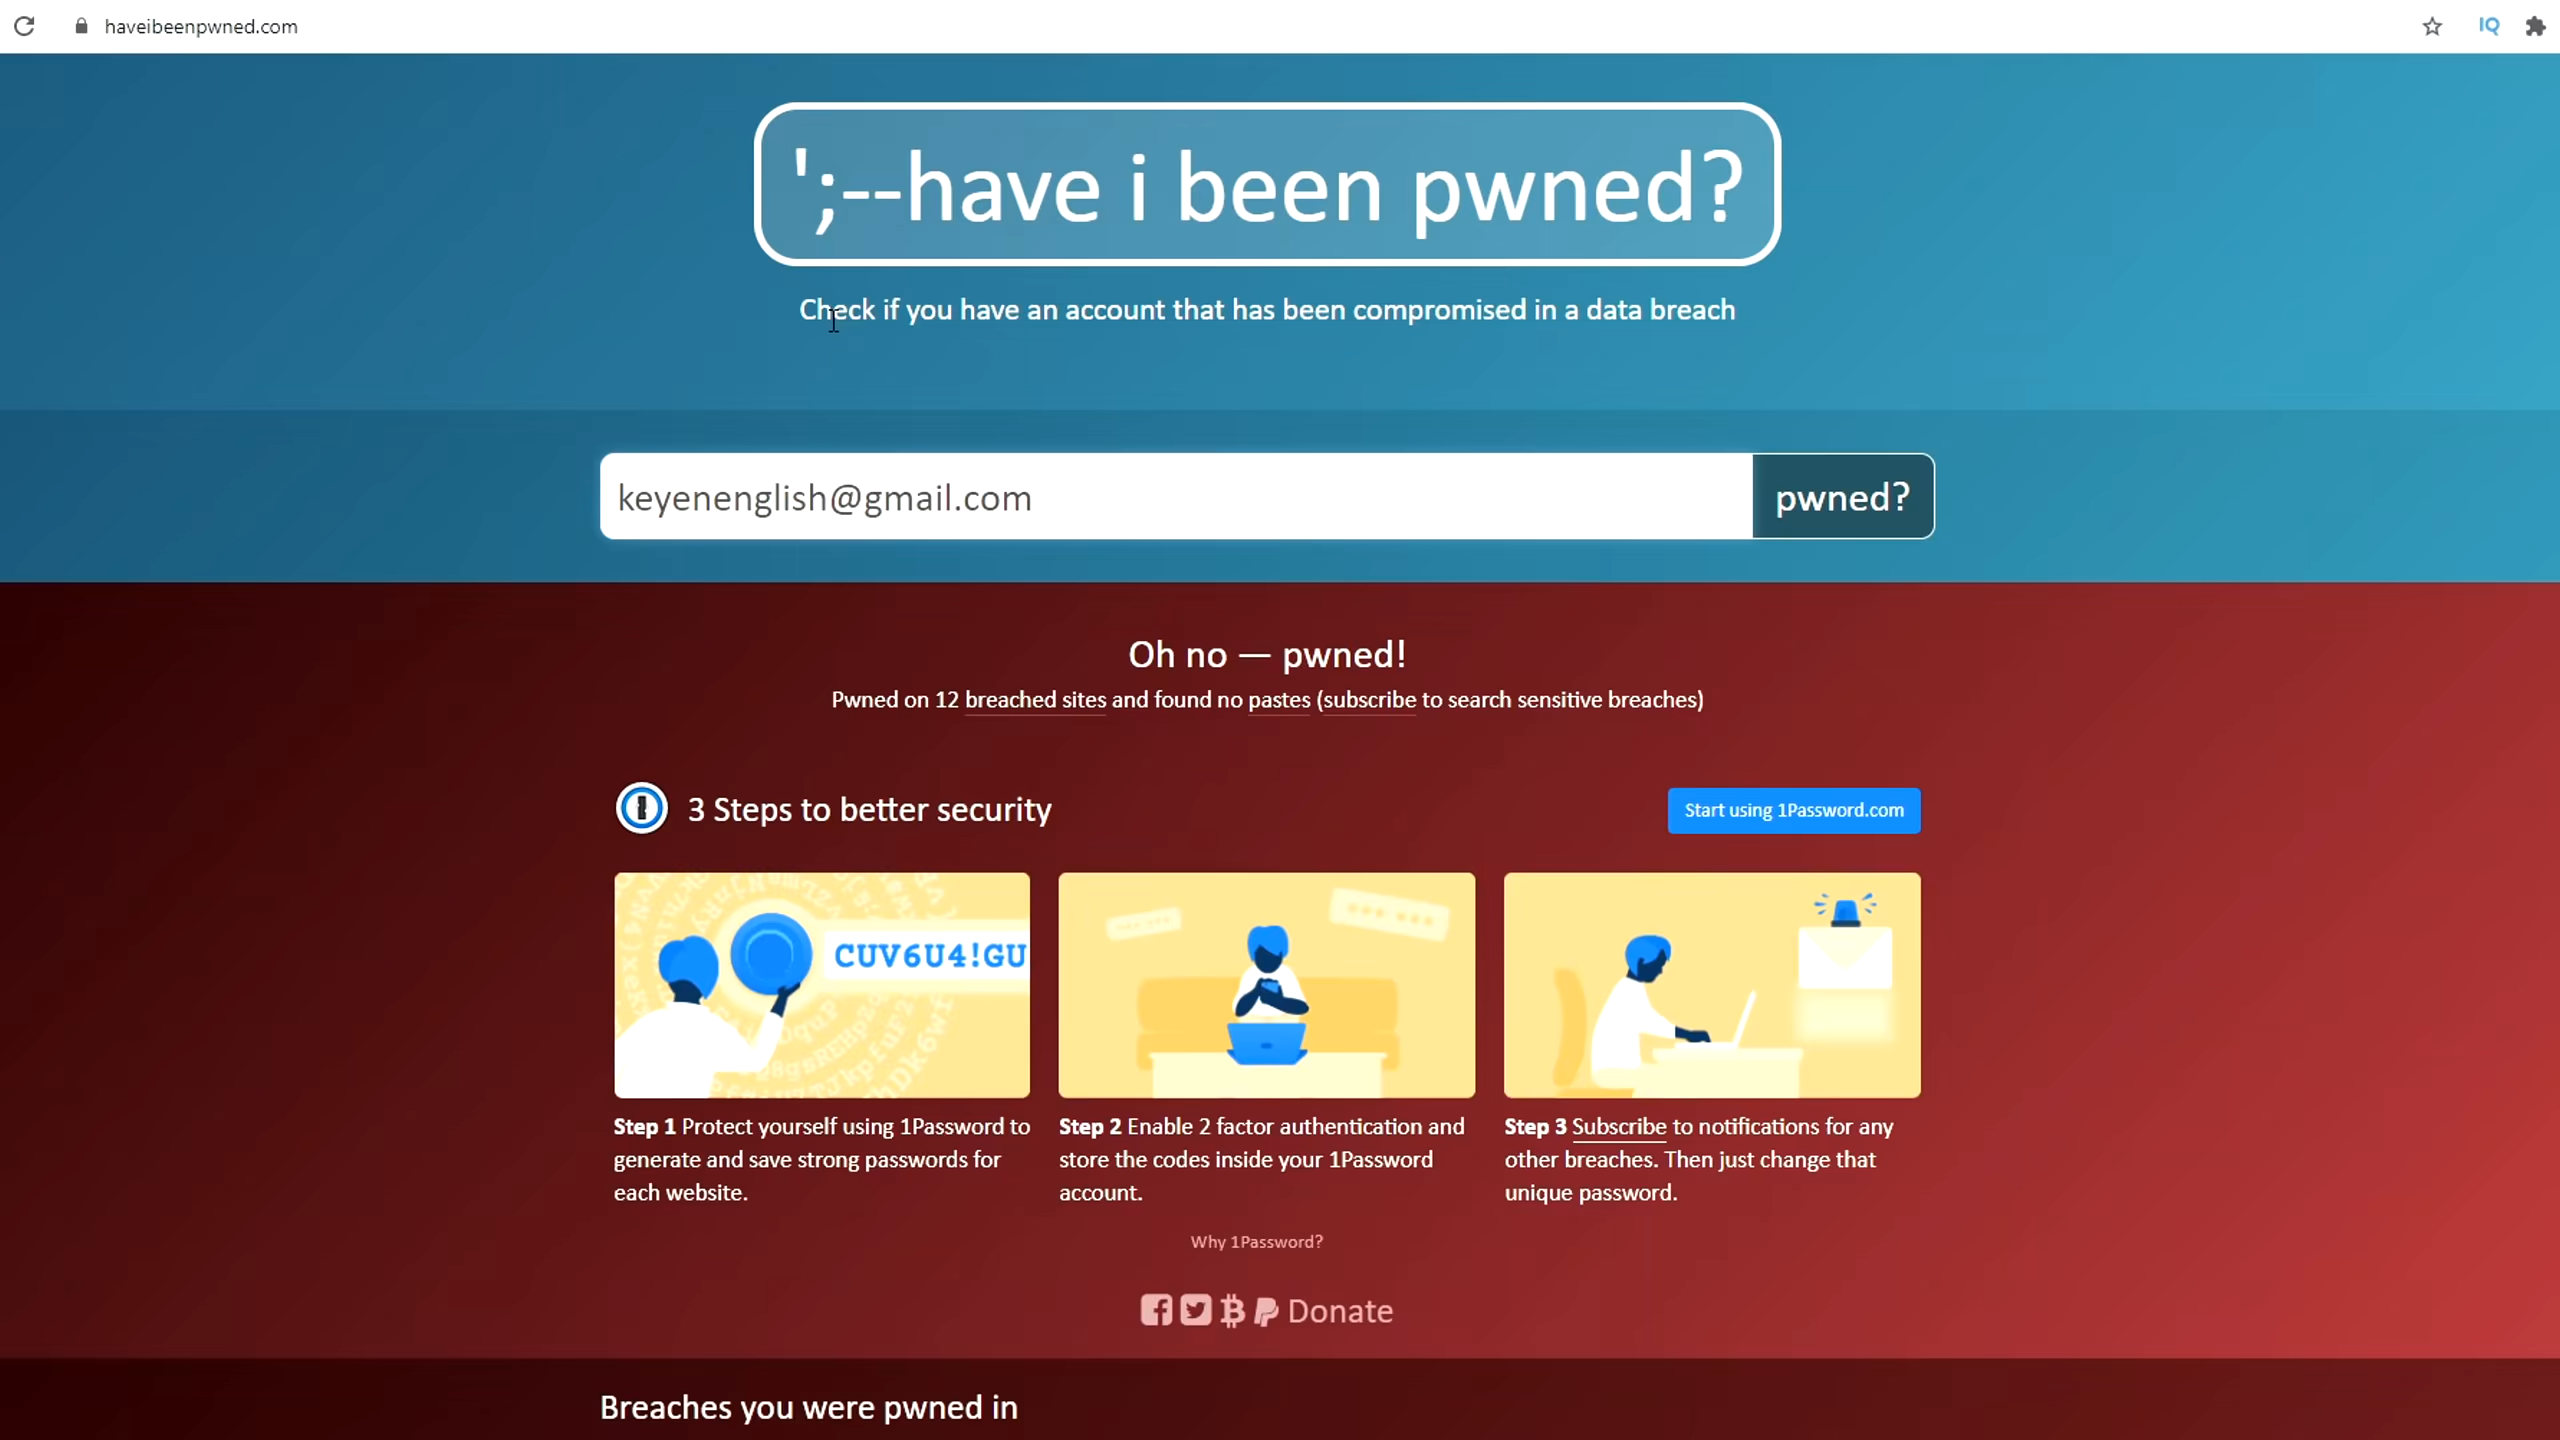 haveibeenpwned.com
IQ
';--have i been pwned?
Check if you have an account that has been compromised in a data breach
keyenenglish@gmail.com
pwned?
Oh no — pwned!
Pwned on 12 breached sites and found no pastes (subscribe to search sensitive breaches)
3 Steps to better security
Start using 1Password.com
CUV6U4!GU
Step 1 Protect yourself using 1Password to
generate and save strong passwords for
each website.
Step 2 Enable 2 factor authentication and
store the codes inside your 1Password
account.
Step 3 Subscribe to notifications for any
other breaches. Then just change that
unique password.
Why 1Password?
Donate
Breaches you were pwned in